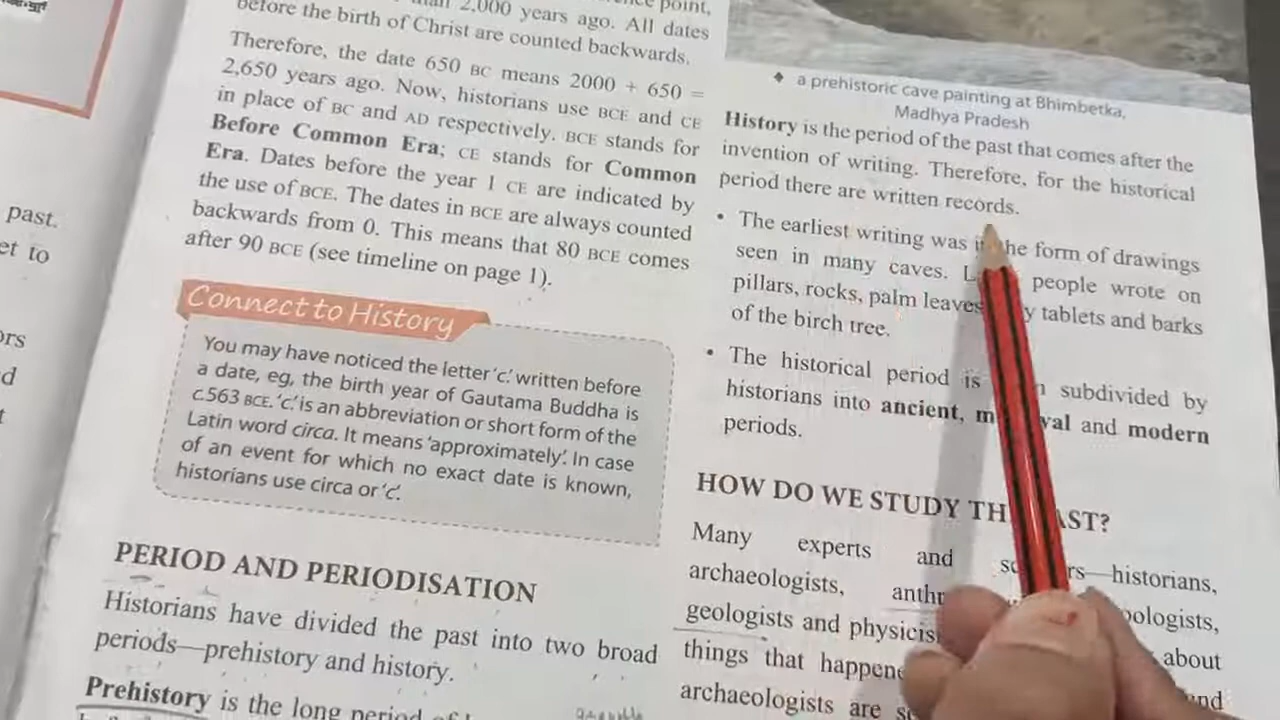 2,000 years ago. All dates
before the birth of Christ are counted backwards.
Therefore, the date 650 BC means 2000 + 650 =
2,650 years ago. Now, historians use BCE and CE
in place of BC and AD respectively. BCE stands for
Before Common Era; CE stands for Common
Era. Dates before the year 1 CE are indicated by
the use of BCE. The dates in BCE are always counted
backwards from 0. This means that 80 BCE comes
after 90 BCE (see timeline on page 1).
Connect to History
You may have noticed the letter 'c.' written before
a date, eg, the birth year of Gautama Buddha is
c.563 BCE. 'c.' is an abbreviation or short form of the
Latin word circa. It means 'approximately'. In case
of an event for which no exact date is known,
historians use circa or 'c'.
PERIOD AND PERIODISATION
Historians have divided the past into two broad
periods—prehistory and history.
Prehistory is the long period of
❖ a prehistoric cave painting at Bhimbetka,
Madhya Pradesh
History is the period of the past that comes after the
invention of writing. Therefore, for the historical
period there are written records.
• The earliest writing was the form of drawings
seen in many caves. people wrote on
pillars, rocks, palm leaves tablets and barks
of the birch tree.
• The historical period is subdivided by
historians into ancient, and modern
periods.
HOW DO WE STUDY PAST?
Many experts and historians,
archaeologists,
geologists and
things that about
archaeologists are
past.
to